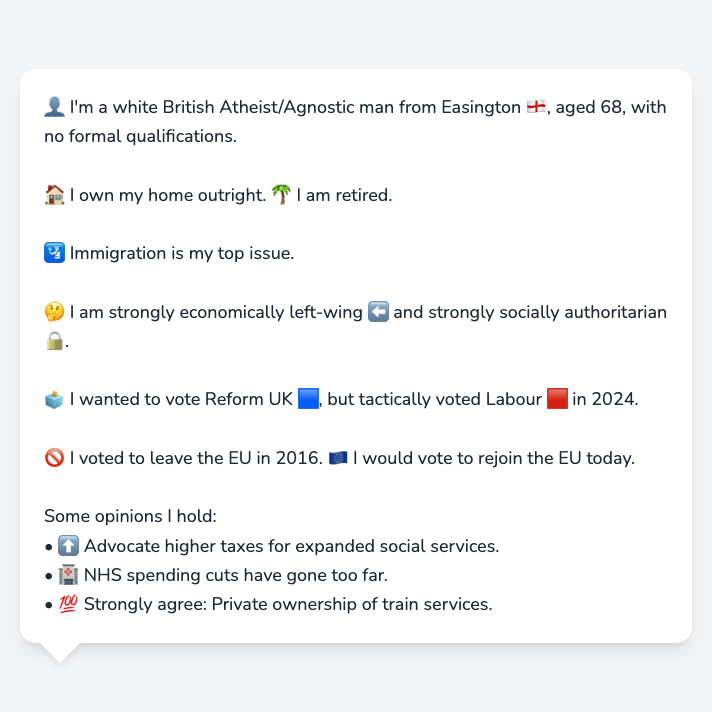 👤 I'm a white British Atheist/Agnostic man from Easington 🏴󠁧󠁢󠁥󠁮󠁧󠁿, aged 68, with
no formal qualifications.
🏠 I own my home outright. 🌴 I am retired.
🛂 Immigration is my top issue.
🤔 I am strongly economically left-wing ⬅️ and strongly socially authoritarian
🔒.
🗳️ I wanted to vote Reform UK 🟦, but tactically voted Labour 🟥 in 2024.
🚫 I voted to leave the EU in 2016. 🇪🇺 I would vote to rejoin the EU today.
Some opinions I hold:
• ⬆️ Advocate higher taxes for expanded social services.
• 🏥 NHS spending cuts have gone too far.
• 💯 Strongly agree: Private ownership of train services.